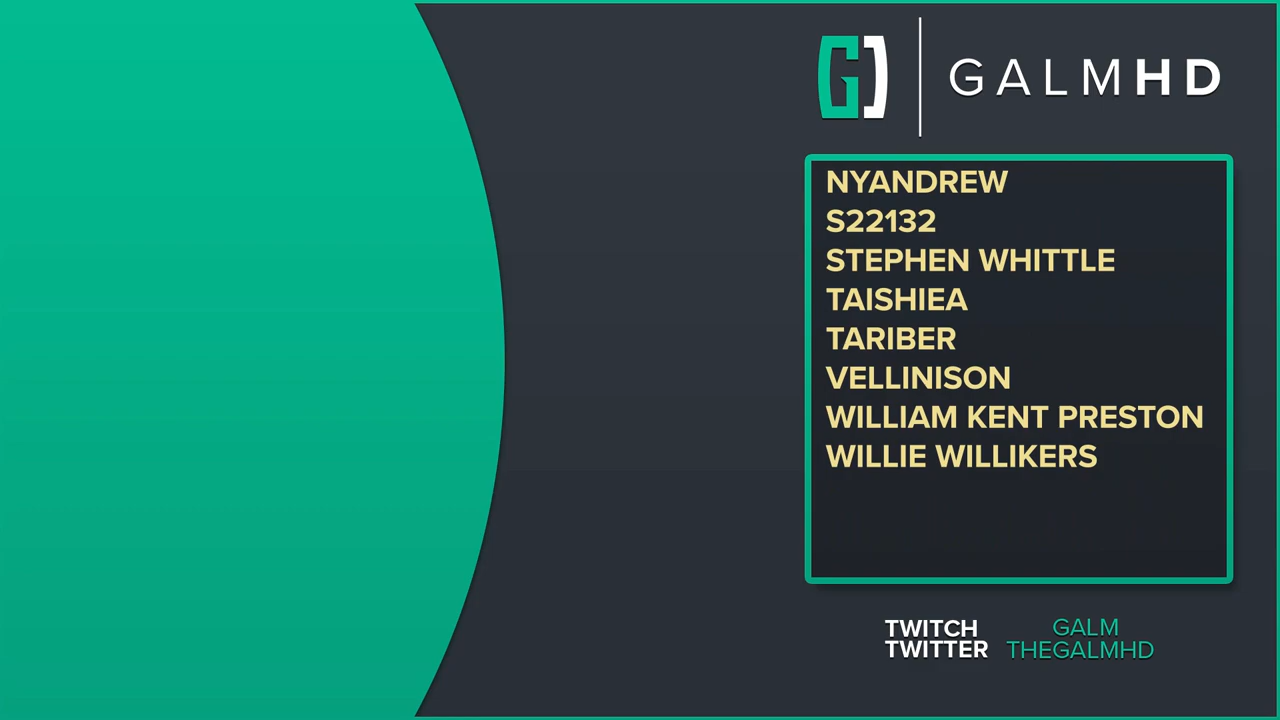 GALMHD
NYANDREW
S22132
STEPHEN WHITTLE
TAISHIEA
TARIBER
VELLINISON
WILLIAM KENT PRESTON
WILLIE WILLIKERS
TWITCH GALM
TWITTER THEGALMHD